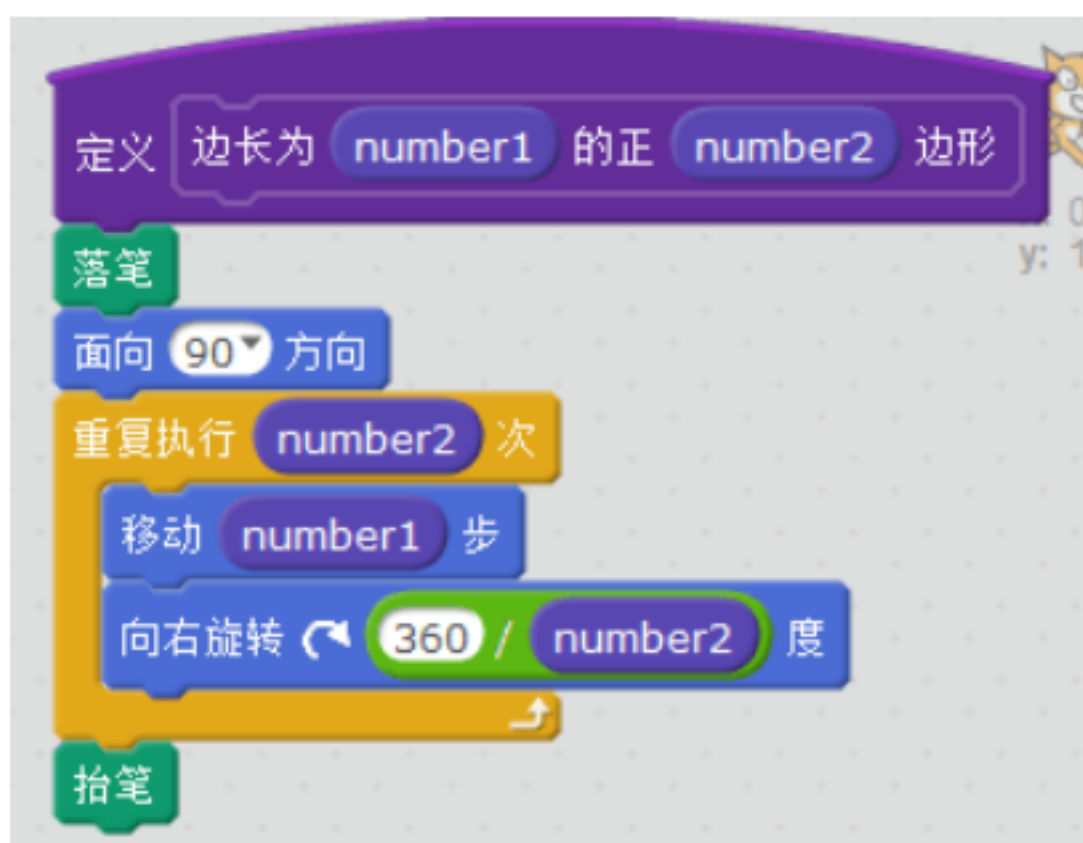 定义 边长为 number1 的正 number2 边形
落笔
y: 1
面向 90 方向
重复执行 number2 次
移动 number1 步
向右旋转 360 / number2 度
抬笔